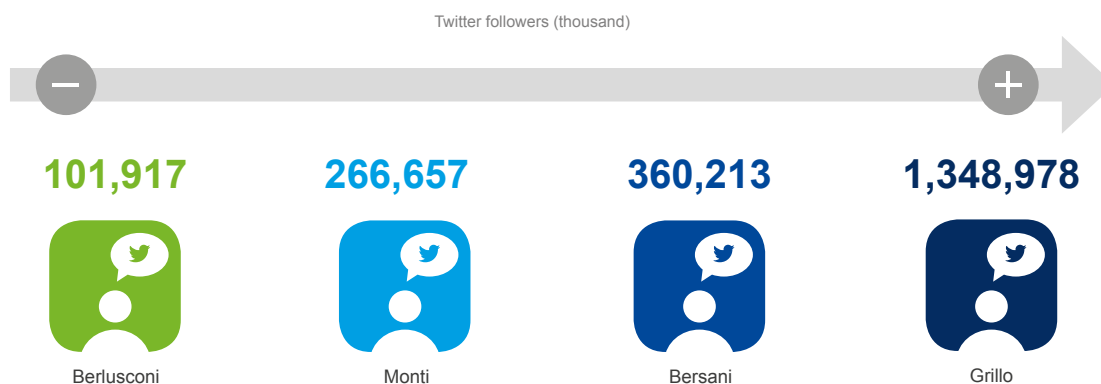 Twitter followers (thousand)
101,917 266,657 360,213 1,348,978
Berlusconi Monti Bersani Grillo